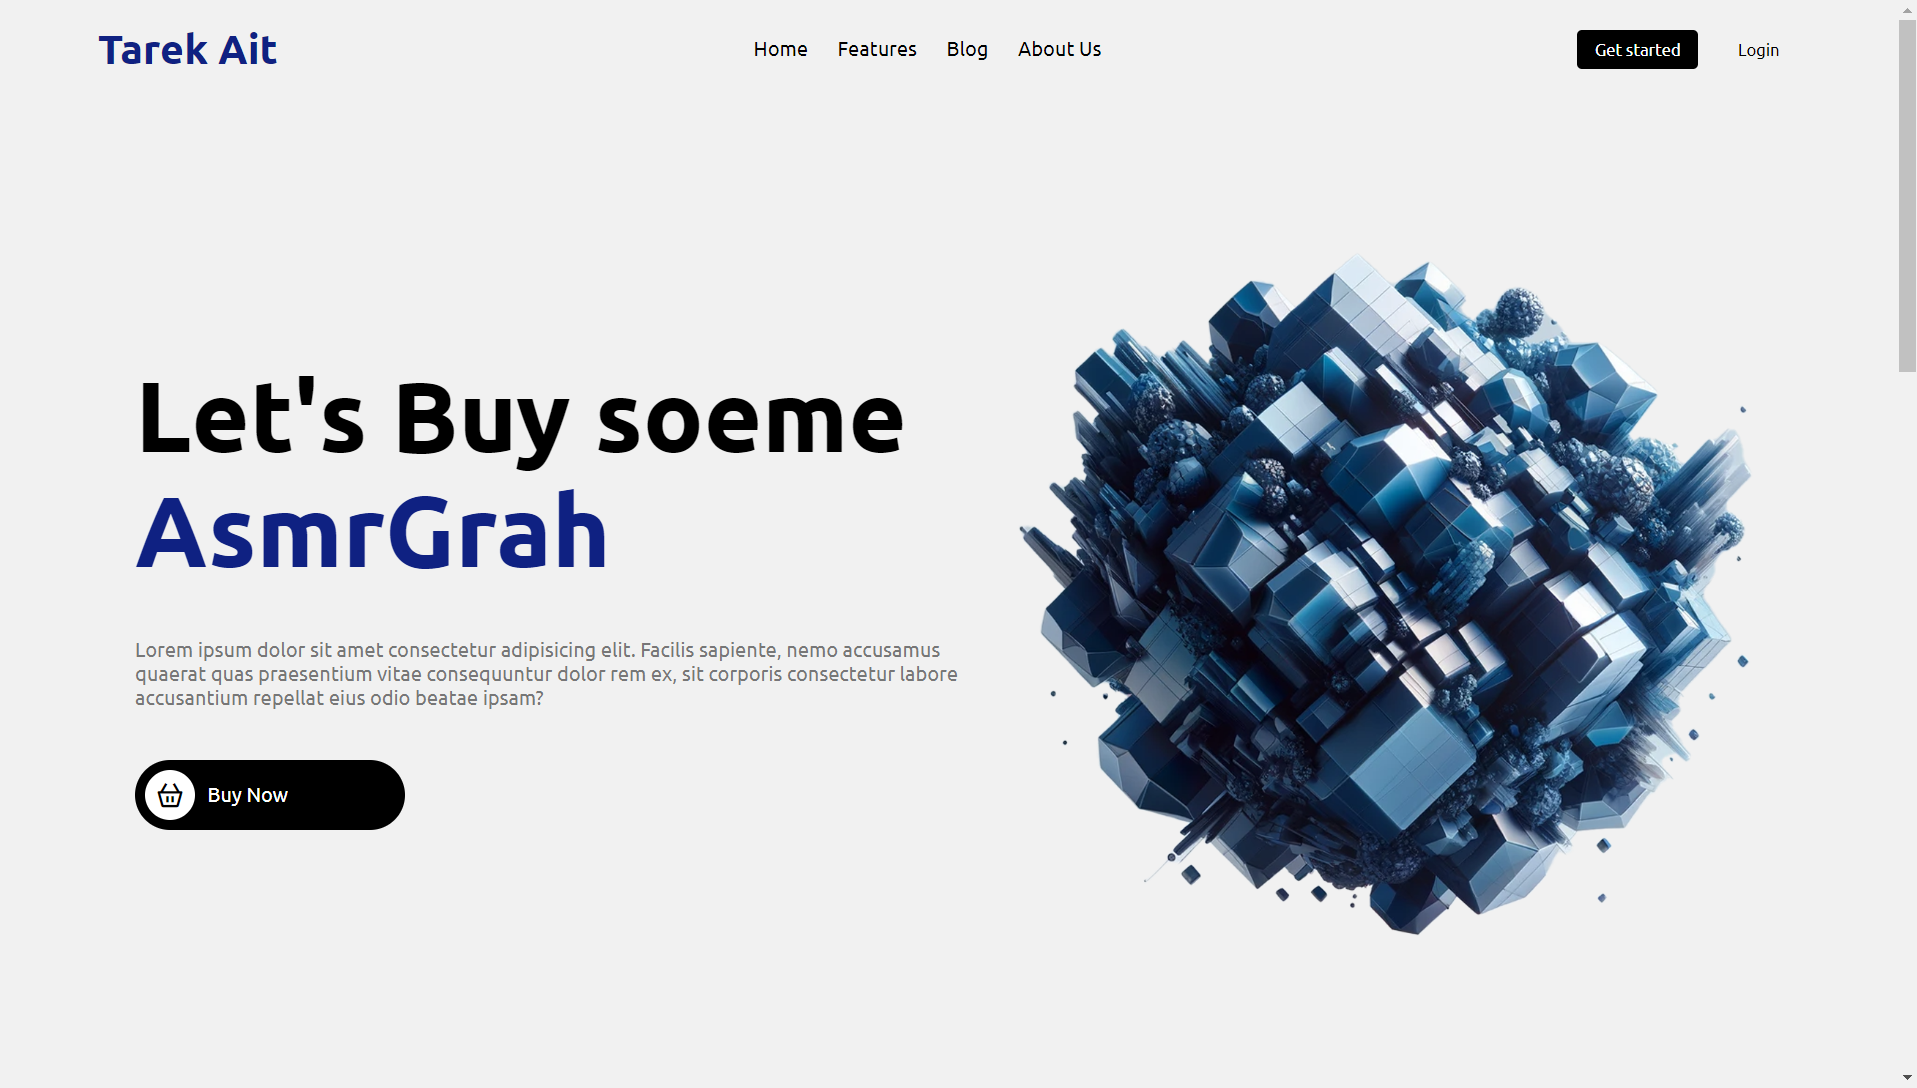 Tarek Ait
Home Features Blog About Us
Get started Login
Let's Buy soeme
AsmrGrah
Lorem ipsum dolor sit amet consectetur adipisicing elit. Facilis sapiente, nemo accusamus
quaerat quas praesentium vitae consequuntur dolor rem ex, sit corporis consectetur labore
accusantium repellat eius odio beatae ipsam?
Buy Now